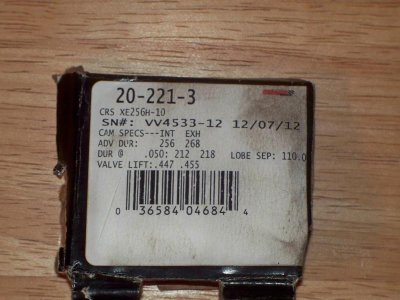 20-221-3
CRS XE256H-10
SN#: VV4533-12 12/07/12
CAM SPECS---INT EXH
ADV DUR: 256 268
DUR @ .050: 212 218 LOBE SEP: 110.0
VALVE LIFT:.447 .455
0 36584 04684 4